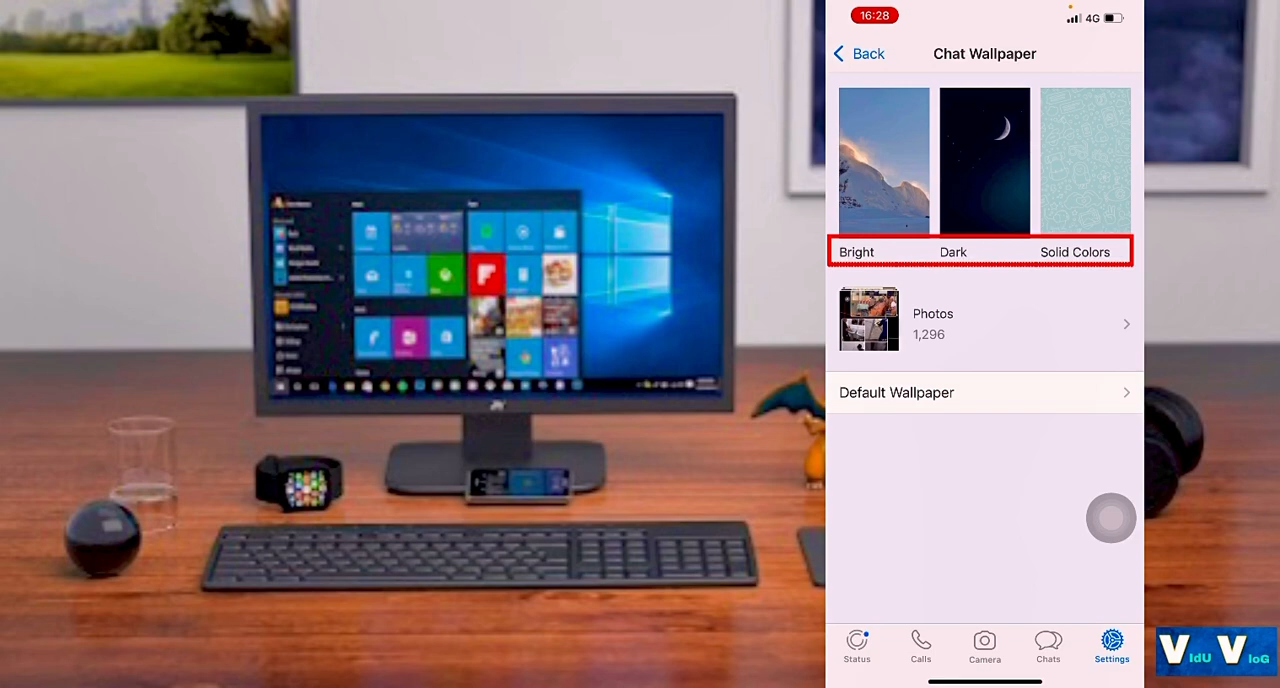 16:28
4G
Back
Chat Wallpaper
Bright
Dark
Solid Colors
Photos
1,296
Default Wallpaper
Status
Calls
Camera
Chats
Settings
VIdU VloG